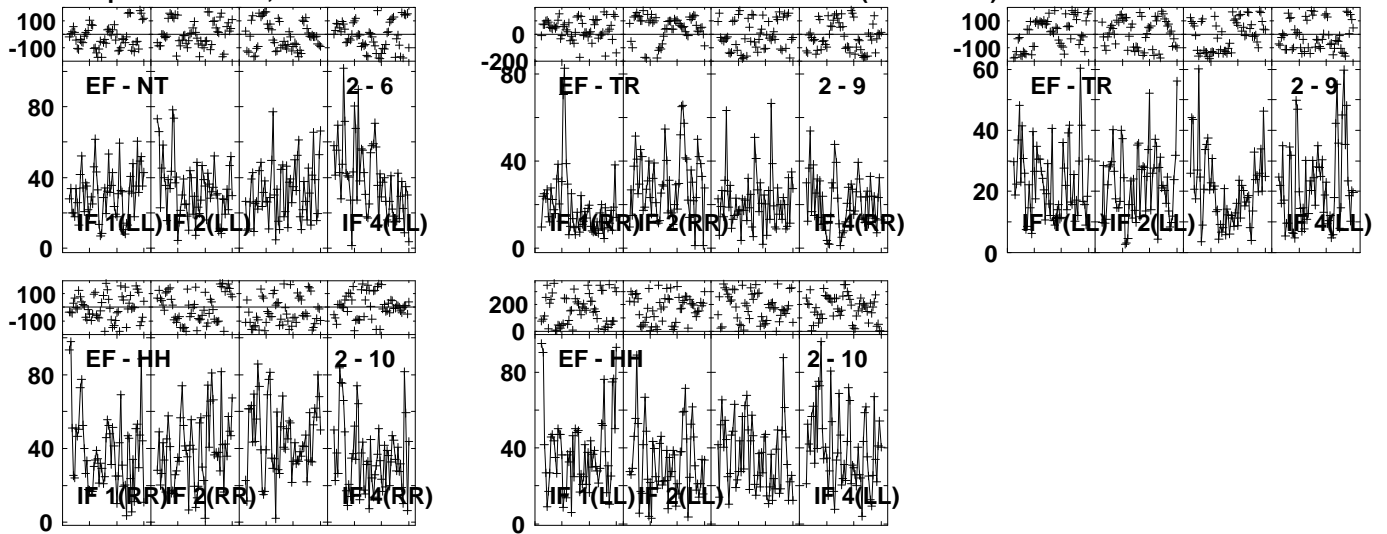 100
-100
EF - NT 2 - 6
80
40
0
IF 1(LL) IF 2(LL) IF 4(LL)
0
-200
80
EF - TR 2 - 9
40
0
IF 1(RR) IF 2(RR) IF 4(RR)
100
-100
60
EF - TR 2 - 9
40
20
0
IF 1(LL) IF 2(LL) IF 4(LL)
100
-100
EF - HH 2 - 10
80
40
0
IF 1(RR) IF 2(RR) IF 4(RR)
200
0
EF - HH 2 - 10
80
40
0
IF 1(LL) IF 2(LL) IF 4(LL)